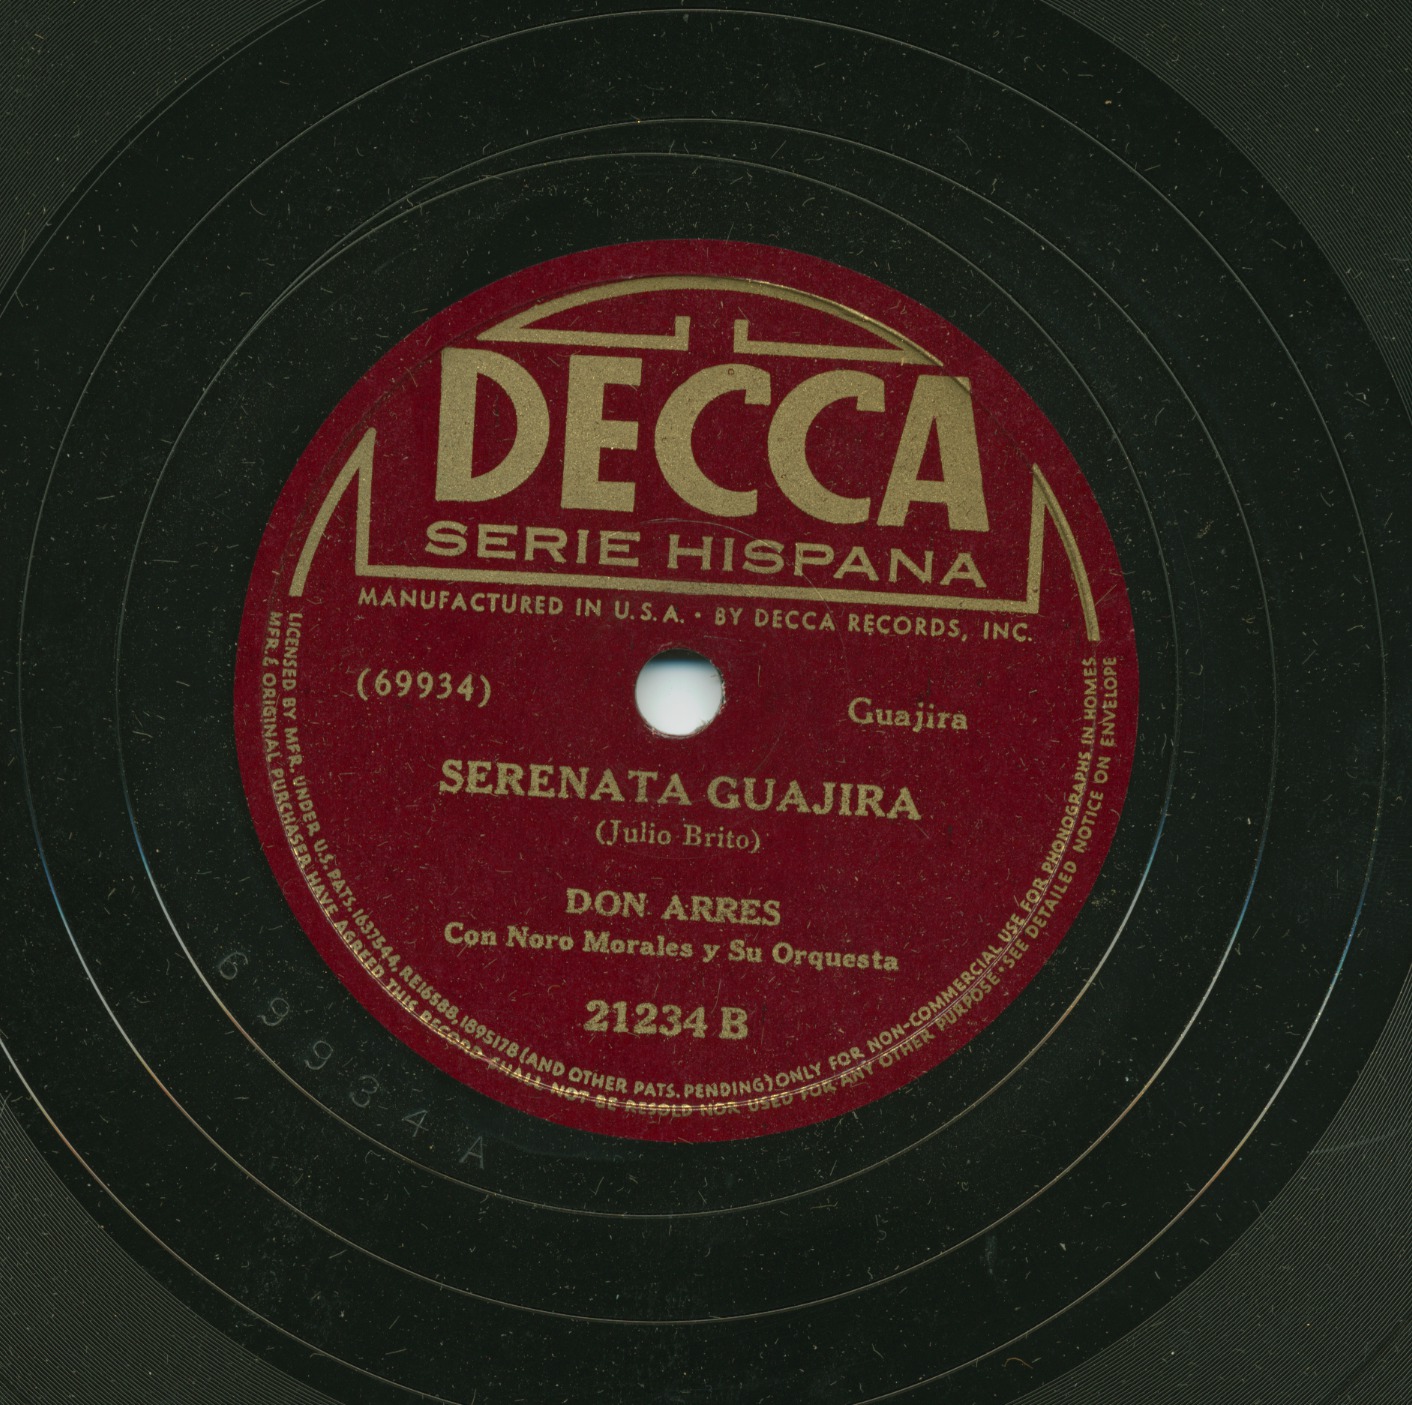 DECCA
SERIE HISPANA
MANUFACTURED IN U.S.A. · BY DECCA RECORDS, INC.
(69934)
Guajira
SERENATA GUAJIRA
(Julio Brito)
DON ARRES
Con Noro Morales y Su Orquesta
21234 B
LICENSED BY MFR. UNDER U.S. PATS. 1637544, RE16588, 1895178 (AND OTHER PATS. PENDING) ONLY FOR NON-COMMERCIAL USE FOR PHONOGRAPHS IN HOMES
MFR. & ORIGINAL PURCHASER HAVE AGREED THIS RECORD SHALL NOT BE RESOLD NOR USED FOR ANY OTHER PURPOSE · SEE DETAILED NOTICE ON ENVELOPE
69934A